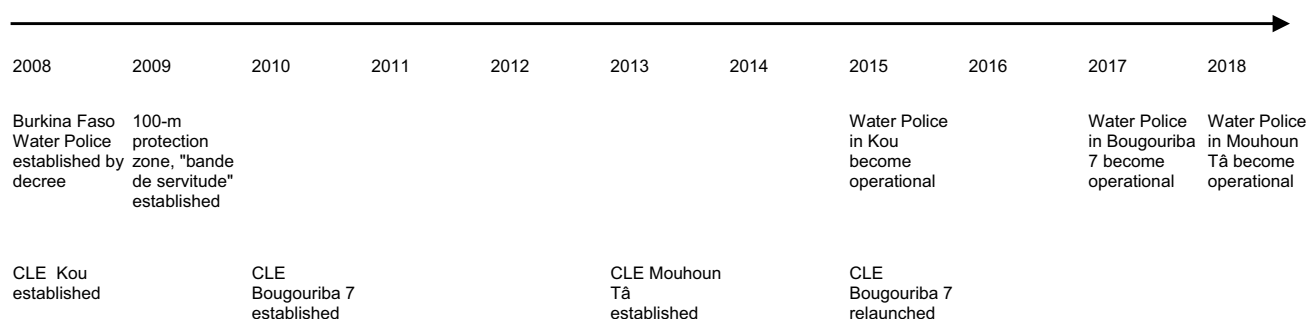 2008 2009 2010 2011 2012 2013 2014 2015 2016 2017 2018
Burkina Faso
Water Police
established by
decree
100-m
protection
zone, "bande
de servitude"
established
Water Police
in Kou
become
operational
Water Police
in Bougouriba
7 become
operational
Water Police
in Mouhoun
Tâ become
operational
CLE Kou
established
CLE
Bougouriba 7
established
CLE Mouhoun
Tâ
established
CLE
Bougouriba 7
relaunched